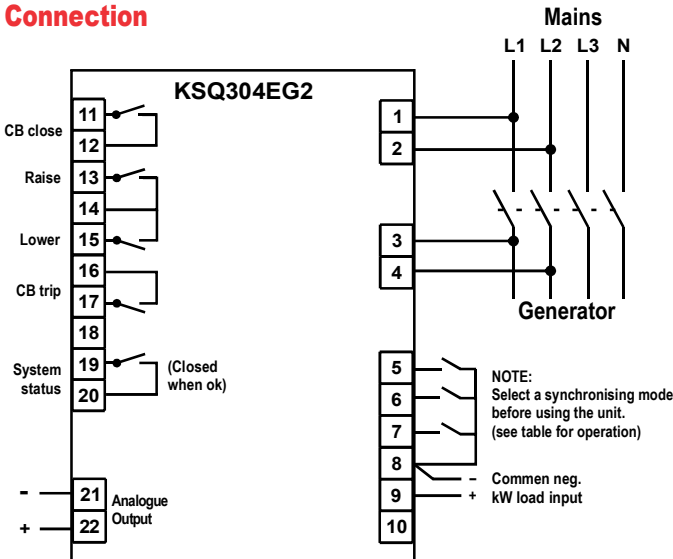 Connection
Mains
L1 L2 L3 N
KSQ304EG2
CB close
11
12
Raise
13
14
Lower
15
16
CB trip
17
18
System
status
19
20
(Closed
when ok)
- 21
+ 22
Analogue
Output
1
2
3
4
Generator
5
6
7
8
9
10
NOTE:
Select a synchronising mode
before using the unit.
(see table for operation)
– Commen neg.
+ kW load input